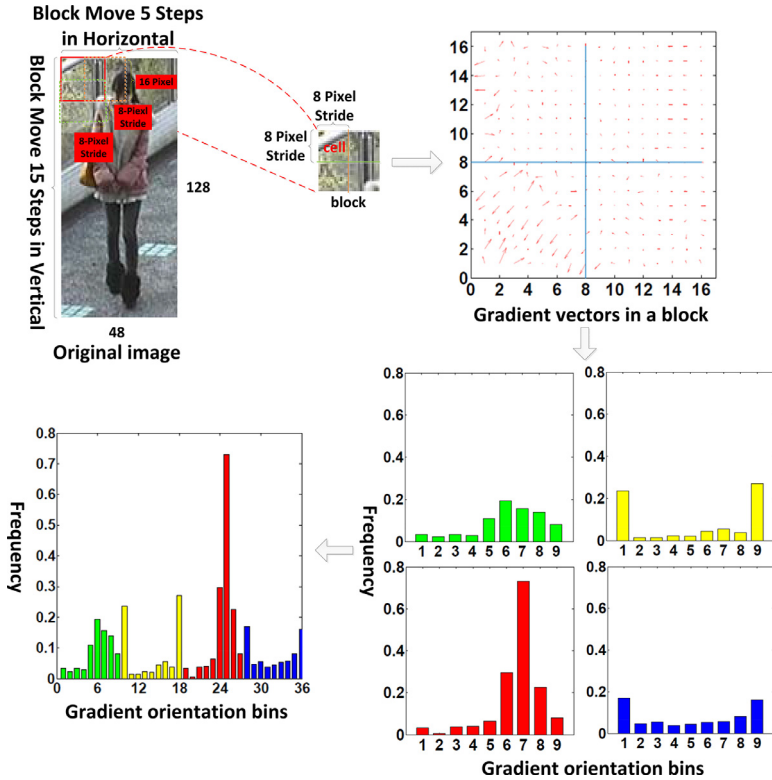 Block Move 5 Steps
in Horizontal
Block Move 15 Steps in Vertical
16 Pixel
8-Piexl
Stride
8-Pixel
Stride
128
48
Original image
8 Pixel
Stride
8 Pixel
Stride
cell
block
16
14
12
10
8
6
4
2
0
0 2 4 6 8 10 12 14 16
Gradient vectors in a block
Frequency
0.8
0.6
0.4
0.2
0
1 2 3 4 5 6 7 8 9
0.8
0.6
0.4
0.2
0
1 2 3 4 5 6 7 8 9
0.8
0.6
0.4
0.2
0
1 2 3 4 5 6 7 8 9
0.8
0.6
0.4
0.2
0
1 2 3 4 5 6 7 8 9
Gradient orientation bins
Frequency
0.8
0.7
0.6
0.5
0.4
0.3
0.2
0.1
0
0 6 12 18 24 30 36
Gradient orientation bins